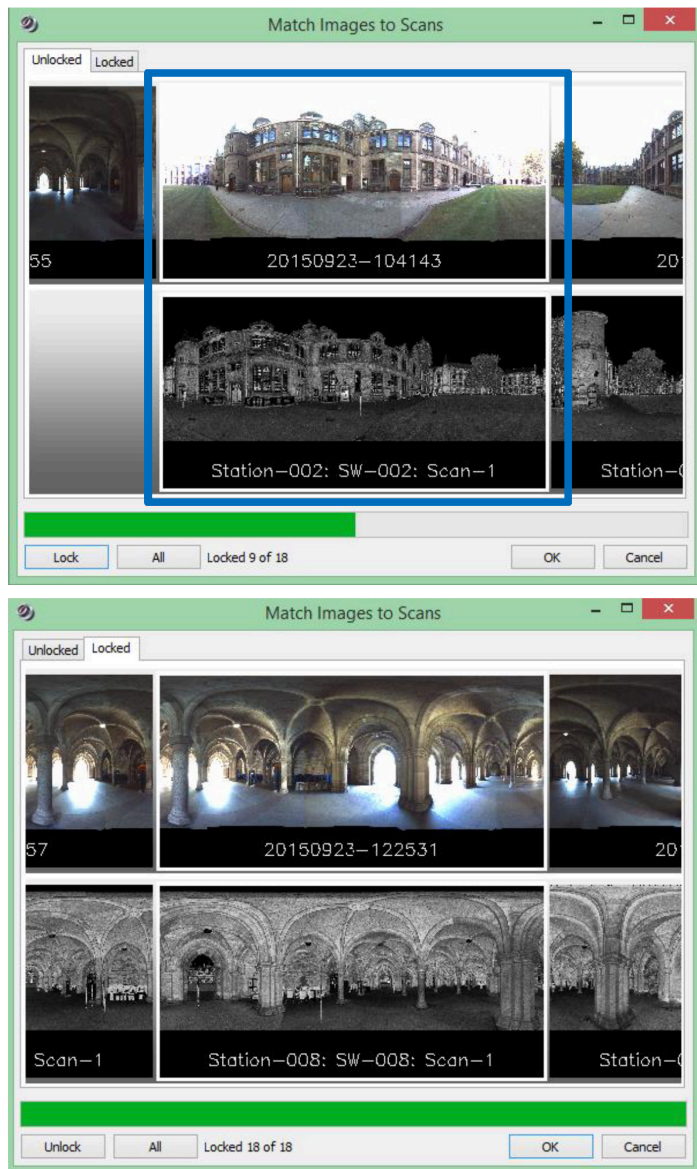 Match Images to Scans
Unlocked Locked
55 20150923-104143 20
Station-002: SW-002: Scan-1 Station-
Lock All Locked 9 of 18 OK Cancel
Match Images to Scans
Unlocked Locked
57 20150923-122531 20
Scan-1 Station-008: SW-008: Scan-1 Station-
Unlock All Locked 18 of 18 OK Cancel